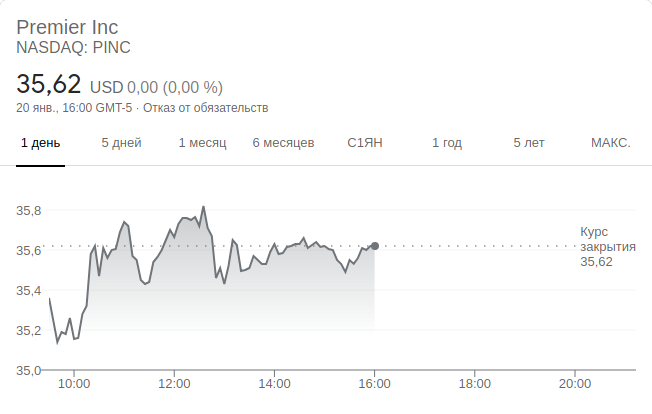 Premier Inc
NASDAQ: PINC
35,62 USD 0,00 (0,00 %)
20 янв., 16:00 GMT-5 · Отказ от обязательств
1 день 5 дней 1 месяц 6 месяцев С1ЯН 1 год 5 лет МАКС.
35,8
Курс
35,6 закрытия
35,62
35,4
35,2
35,0
10:00 12:00 14:00 16:00 18:00 20:00